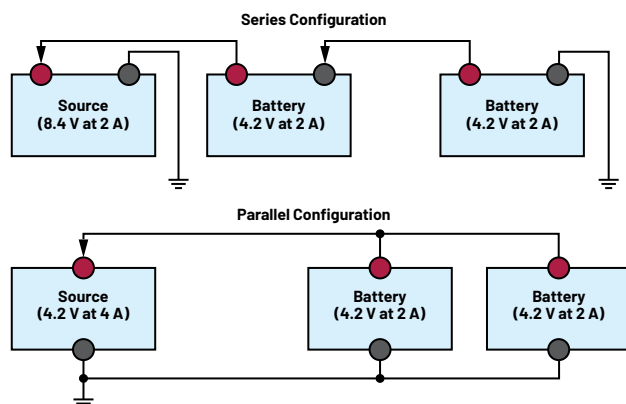 Series Configuration
Source
(8.4 V at 2 A)
Battery
(4.2 V at 2 A)
Battery
(4.2 V at 2 A)
Parallel Configuration
Source
(4.2 V at 4 A)
Battery
(4.2 V at 2 A)
Battery
(4.2 V at 2 A)